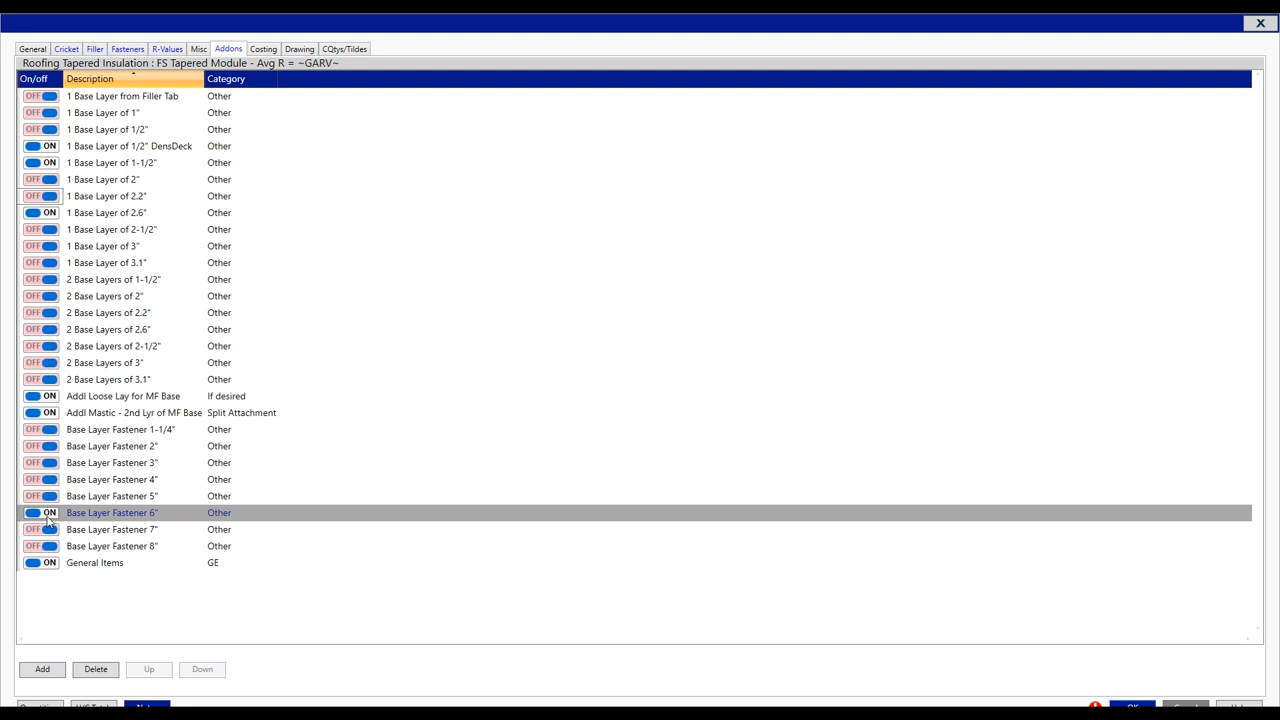 X
General Cricket Filler Fasteners R-Values Misc Addons Costing Drawing CQtys/Tildes
Roofing Tapered Insulation : FS Tapered Module - Avg R = ~GARV~
On/off Description Category
OFF 1 Base Layer from Filler Tab Other
OFF 1 Base Layer of 1" Other
OFF 1 Base Layer of 1/2" Other
ON 1 Base Layer of 1/2" DensDeck Other
ON 1 Base Layer of 1-1/2" Other
OFF 1 Base Layer of 2" Other
OFF 1 Base Layer of 2.2" Other
ON 1 Base Layer of 2.6" Other
OFF 1 Base Layer of 2-1/2" Other
OFF 1 Base Layer of 3" Other
OFF 1 Base Layer of 3.1" Other
OFF 2 Base Layers of 1-1/2" Other
OFF 2 Base Layers of 2" Other
OFF 2 Base Layers of 2.2" Other
OFF 2 Base Layers of 2.6" Other
OFF 2 Base Layers of 2-1/2" Other
OFF 2 Base Layers of 3" Other
OFF 2 Base Layers of 3.1" Other
ON Addl Loose Lay for MF Base If desired
ON Addl Mastic - 2nd Lyr of MF Base Split Attachment
OFF Base Layer Fastener 1-1/4" Other
OFF Base Layer Fastener 2" Other
OFF Base Layer Fastener 3" Other
OFF Base Layer Fastener 4" Other
OFF Base Layer Fastener 5" Other
ON Base Layer Fastener 6" Other
OFF Base Layer Fastener 7" Other
OFF Base Layer Fastener 8" Other
ON General Items GE
Add Delete Up Down